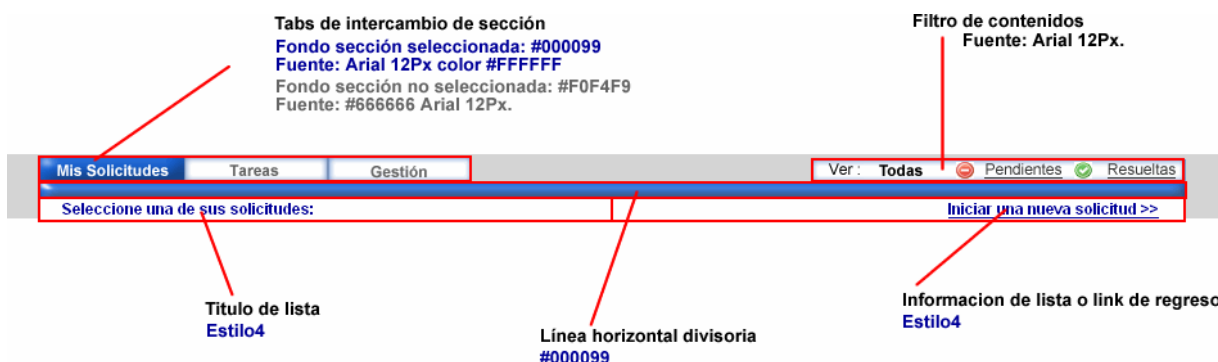 Tabs de intercambio de sección
Fondo sección seleccionada: #000099
Fuente: Arial 12Px color #FFFFFF
Fondo sección no seleccionada: #F0F4F9
Fuente: #666666 Arial 12Px.
Filtro de contenidos
Fuente: Arial 12Px.
Mis Solicitudes Tareas Gestión Ver : Todas Pendientes Resueltas
Seleccione una de sus solicitudes: Iniciar una nueva solicitud >>
Titulo de lista
Estilo4
Línea horizontal divisoria
#000099
Informacion de lista o link de regreso
Estilo4